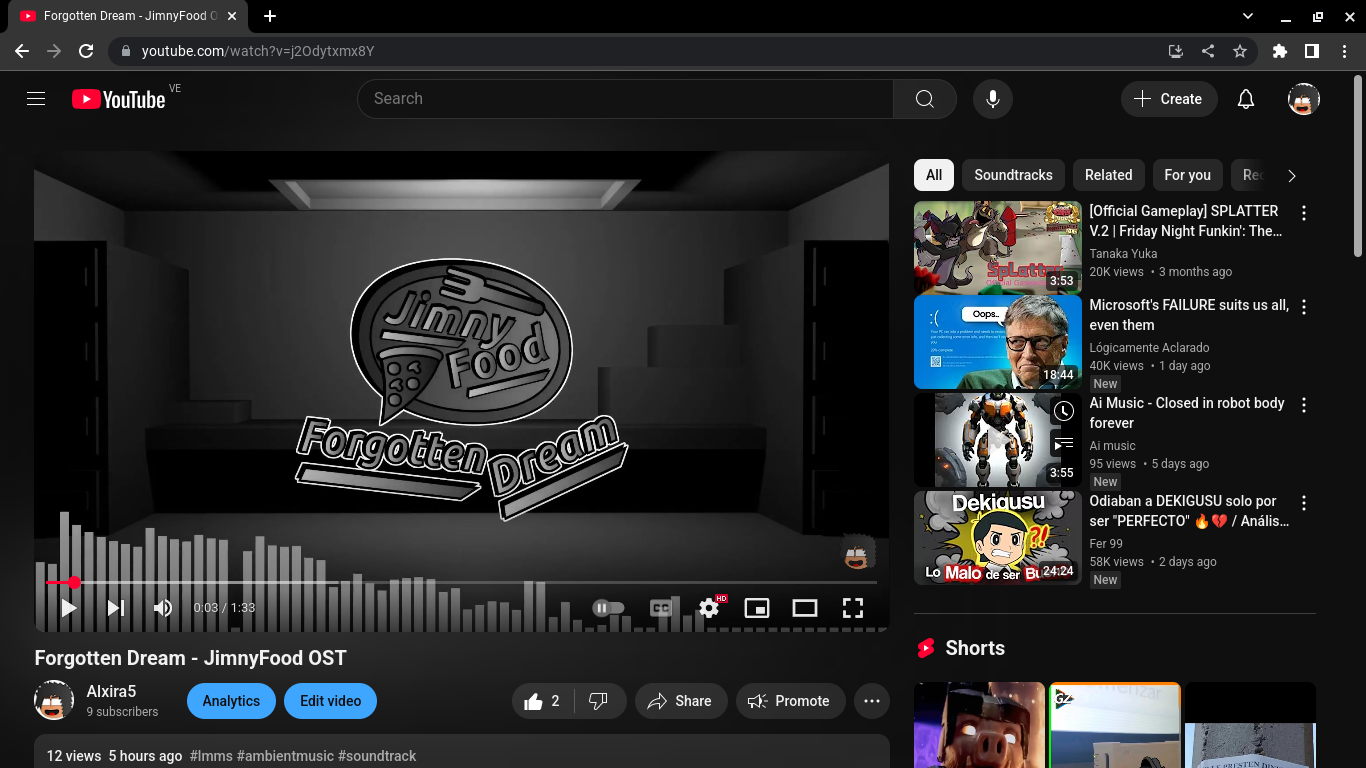 Forgotten Dream - JimnyFood O
youtube.com/watch?v=j2Odytxmx8Y
YouTube VE
Search
Create
Jimny
Food
Forgotten Dream
0:03 / 1:33
CC
HD
Forgotten Dream - JimnyFood OST
Alxira5
9 subscribers
Analytics
Edit video
2
Share
Promote
12 views 5 hours ago #lmms #ambientmusic #soundtrack
All
Soundtracks
Related
For you
Rec
Splatter
3:53
[Official Gameplay] SPLATTER
V.2 | Friday Night Funkin': The...
Tanaka Yuka
20K views • 3 months ago
:(
Oops..
18:44
Microsoft's FAILURE suits us all,
even them
Lógicamente Aclarado
40K views • 1 day ago
New
3:55
Ai Music - Closed in robot body
forever
Ai music
95 views • 5 days ago
New
Dekigusu
?!
Lo Malo de ser Bu
24:24
Odiaban a DEKIGUSU solo por
ser "PERFECTO" 🔥💔 / Anális...
Fer 99
58K views • 2 days ago
New
Shorts
GZ